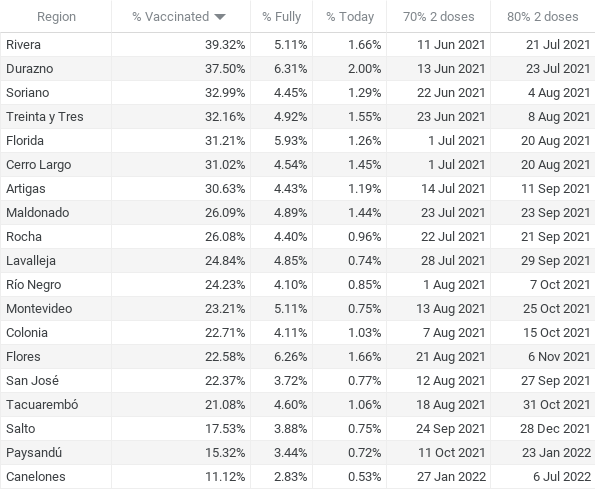 Region % Vaccinated % Fully % Today 70% 2 doses 80% 2 doses
Rivera 39.32% 5.11% 1.66% 11 Jun 2021 21 Jul 2021
Durazno 37.50% 6.31% 2.00% 13 Jun 2021 23 Jul 2021
Soriano 32.99% 4.45% 1.29% 22 Jun 2021 4 Aug 2021
Treinta y Tres 32.16% 4.92% 1.55% 23 Jun 2021 8 Aug 2021
Florida 31.21% 5.93% 1.26% 1 Jul 2021 20 Aug 2021
Cerro Largo 31.02% 4.54% 1.45% 1 Jul 2021 20 Aug 2021
Artigas 30.63% 4.43% 1.19% 14 Jul 2021 11 Sep 2021
Maldonado 26.09% 4.89% 1.44% 23 Jul 2021 23 Sep 2021
Rocha 26.08% 4.40% 0.96% 22 Jul 2021 21 Sep 2021
Lavalleja 24.84% 4.85% 0.74% 28 Jul 2021 29 Sep 2021
Río Negro 24.23% 4.10% 0.85% 1 Aug 2021 7 Oct 2021
Montevideo 23.21% 5.11% 0.75% 13 Aug 2021 25 Oct 2021
Colonia 22.71% 4.11% 1.03% 7 Aug 2021 15 Oct 2021
Flores 22.58% 6.26% 1.66% 21 Aug 2021 6 Nov 2021
San José 22.37% 3.72% 0.77% 12 Aug 2021 27 Sep 2021
Tacuarembó 21.08% 4.60% 1.06% 18 Aug 2021 31 Oct 2021
Salto 17.53% 3.88% 0.75% 24 Sep 2021 28 Dec 2021
Paysandú 15.32% 3.44% 0.72% 11 Oct 2021 23 Jan 2022
Canelones 11.12% 2.83% 0.53% 27 Jan 2022 6 Jul 2022